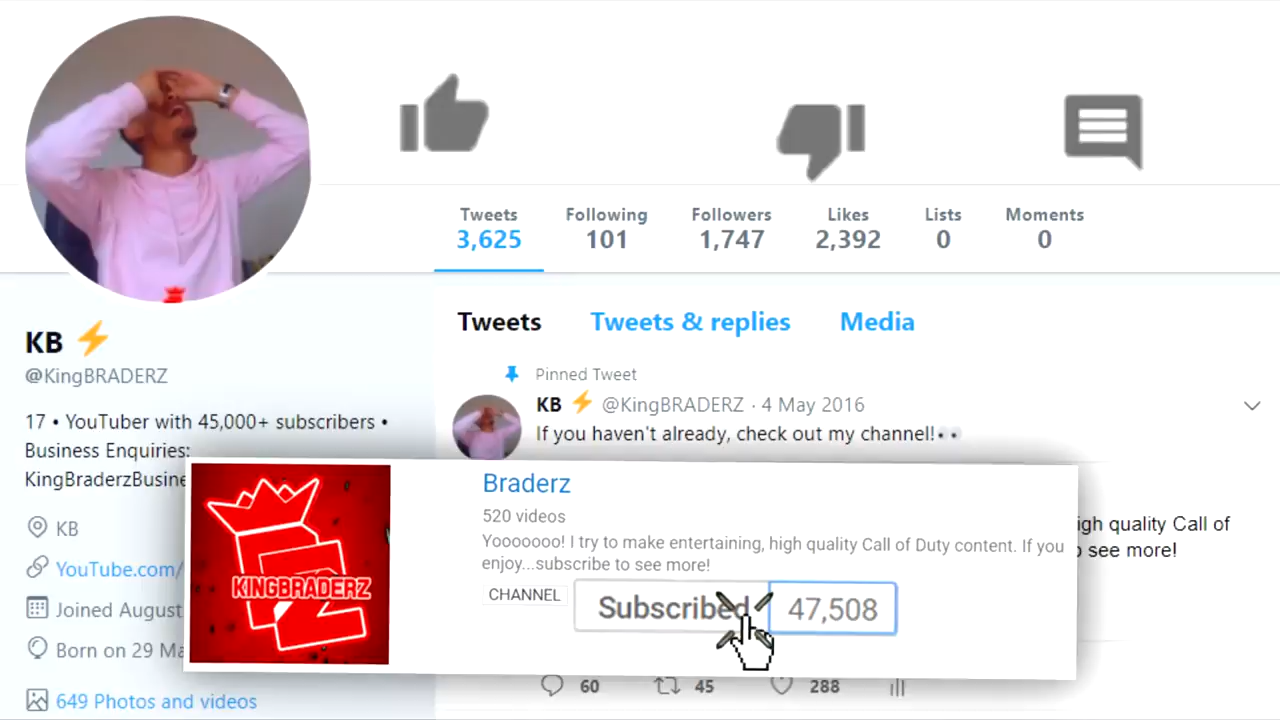 Tweets Following Followers Likes Lists Moments
3,625 101 1,747 2,392 0 0
KB
@KingBRADERZ
17 • YouTuber with 45,000+ subscribers •
Business Enquiries:
KingBraderzBusine
KB
YouTube.com/
Joined August
Born on 29 Ma
649 Photos and videos
Tweets Tweets & replies Media
Pinned Tweet
KB @KingBRADERZ · 4 May 2016
If you haven't already, check out my channel!
igh quality Call of
see more!
KINGBRADERZ
Braderz
520 videos
Yooooooo! I try to make entertaining, high quality Call of Duty content. If you
enjoy...subscribe to see more!
CHANNEL
Subscribed 47,508
60 45 288